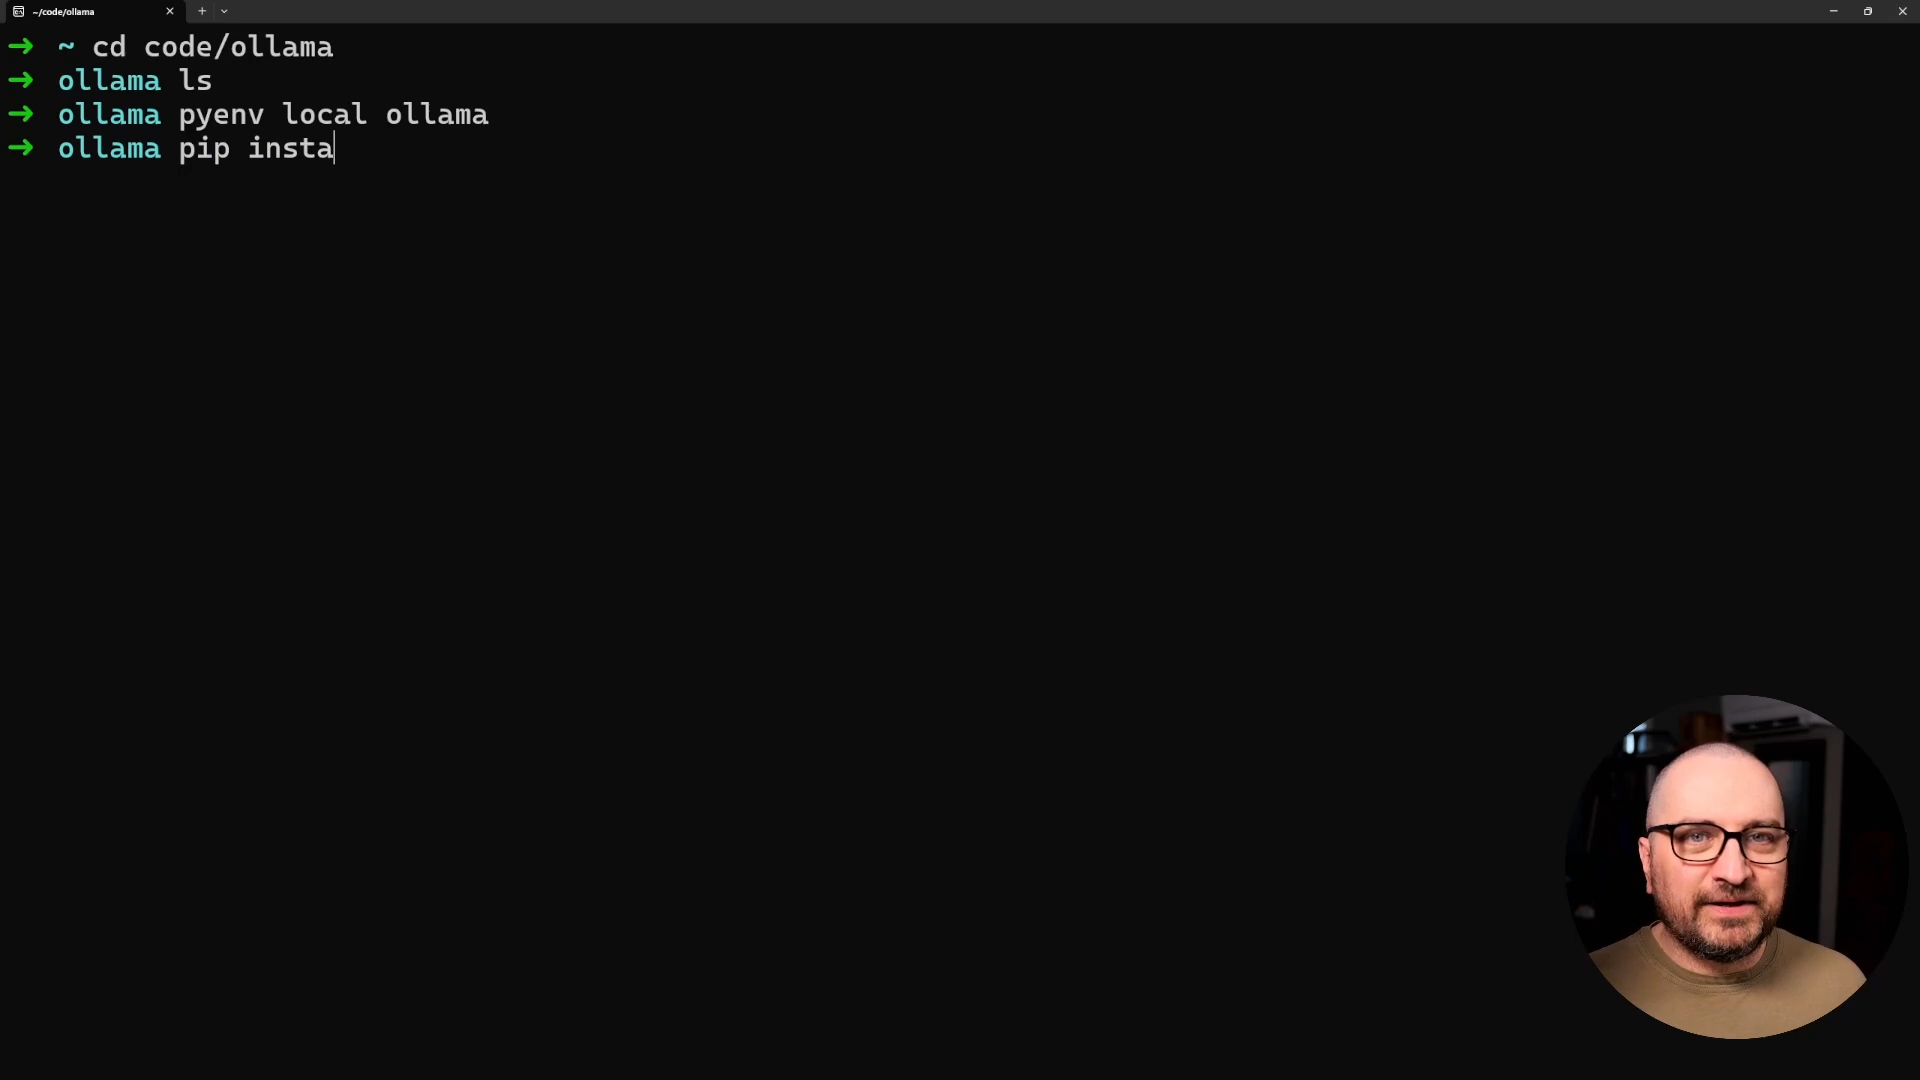 ~/code/ollama
➜ ~ cd code/ollama
➜ ollama ls
➜ ollama pyenv local ollama
➜ ollama pip insta